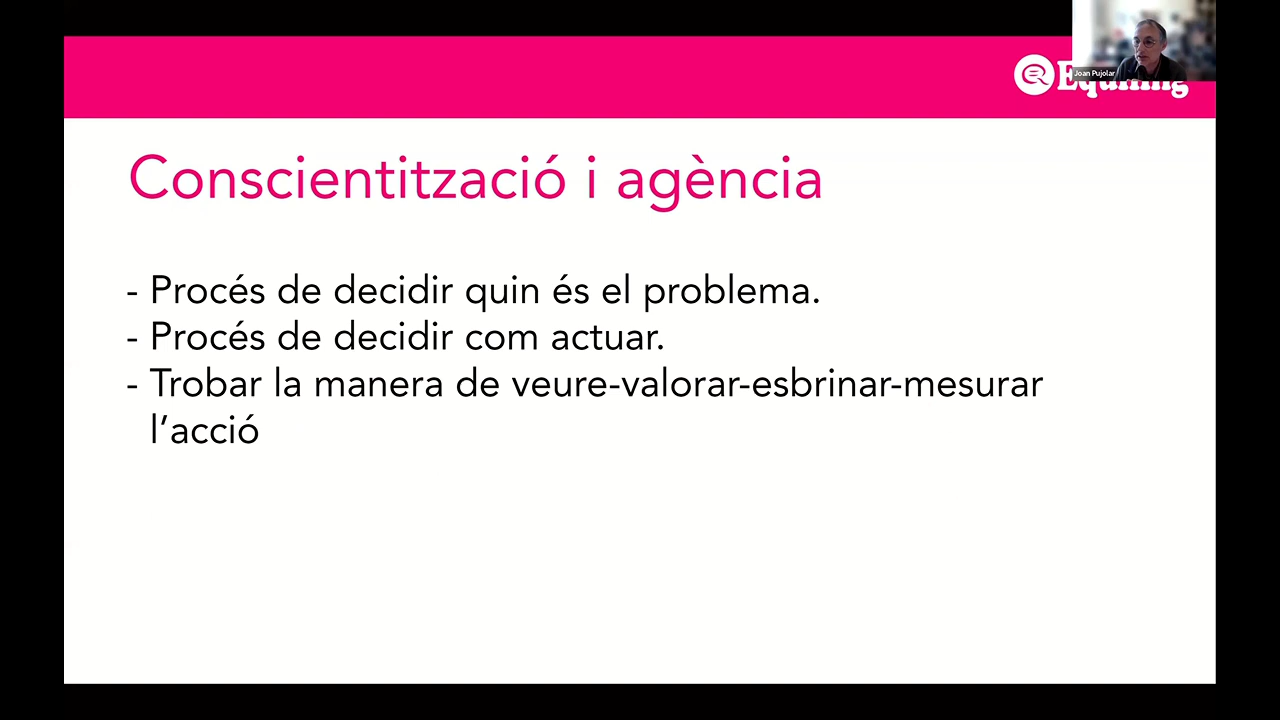 Joan Pujolar
Conscientització i agència
- Procés de decidir quin és el problema.
- Procés de decidir com actuar.
- Trobar la manera de veure-valorar-esbrinar-mesurar
l’acció